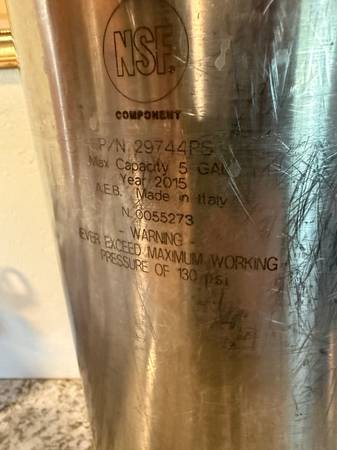 NSF
COMPONENT
P/N 29744PS
Max Capacity 5 GAL
Year 2015
A.E.B. Made in Italy
N. 0055273
- WARNING -
NEVER EXCEED MAXIMUM WORKING
PRESSURE OF 130 psi